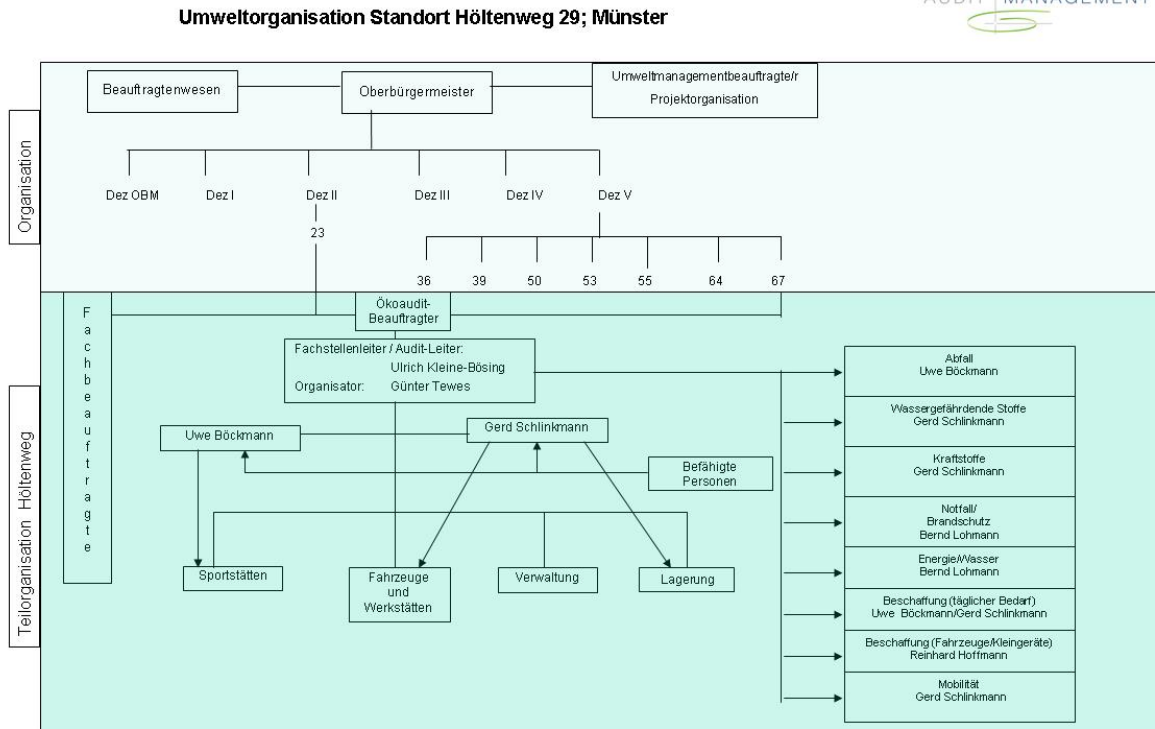 AUDIT MANAGEMENT
Umweltorganisation Standort Höltenweg 29; Münster
Organisation
Beauftragtenwesen
Oberbürgermeister
Umweltmanagementbeauftragte/r
Projektorganisation
Dez OBM
Dez I
Dez II
Dez III
Dez IV
Dez V
23
36
39
50
53
55
64
67
Teilorganisation Höltenweg
Fachbeauftragte
Ökoaudit-
Beauftragter
Fachstellenleiter / Audit-Leiter:
Ulrich Kleine-Bösing
Organisator: Günter Tewes
Uwe Böckmann
Gerd Schlinkmann
Befähigte
Personen
Sportstätten
Fahrzeuge
und
Werkstätten
Verwaltung
Lagerung
Abfall
Uwe Böckmann
Wassergefährdende Stoffe
Gerd Schlinkmann
Kraftstoffe
Gerd Schlinkmann
Notfall/
Brandschutz
Bernd Lohmann
Energie/Wasser
Bernd Lohmann
Beschaffung (täglicher Bedarf)
Uwe Böckmann/Gerd Schlinkmann
Beschaffung (Fahrzeuge/Kleingeräte)
Reinhard Hoffmann
Mobilität
Gerd Schlinkmann